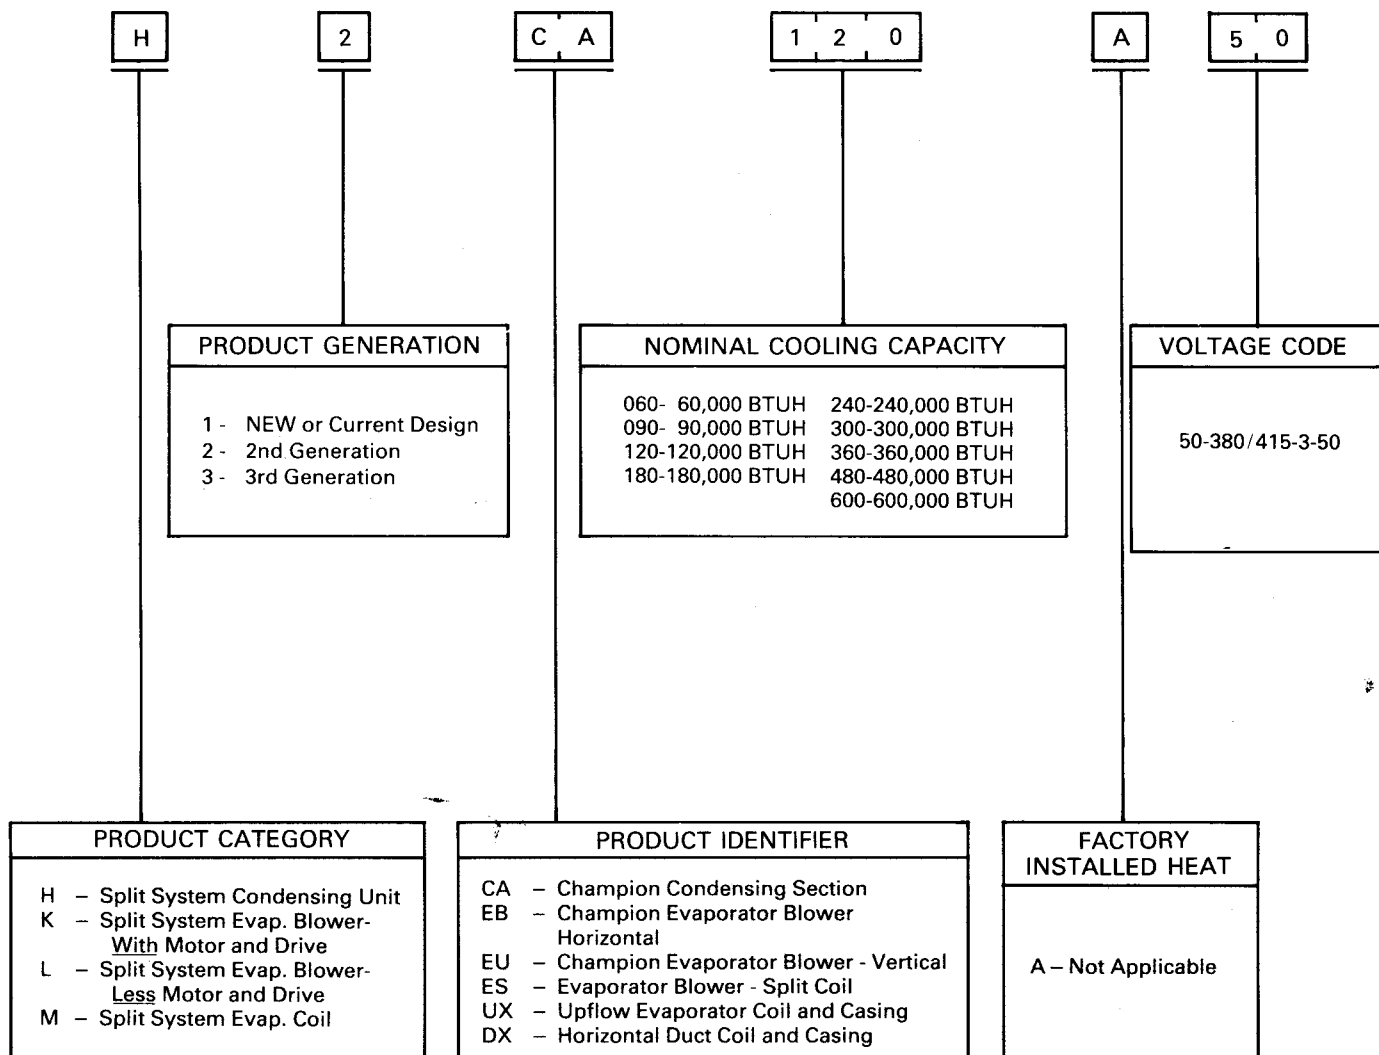 H 2 C A 1 2 0 A 5 0
PRODUCT GENERATION
1 - NEW or Current Design
2 - 2nd Generation
3 - 3rd Generation
NOMINAL COOLING CAPACITY
060- 60,000 BTUH 240-240,000 BTUH
090- 90,000 BTUH 300-300,000 BTUH
120-120,000 BTUH 360-360,000 BTUH
180-180,000 BTUH 480-480,000 BTUH
600-600,000 BTUH
VOLTAGE CODE
50-380/415-3-50
PRODUCT CATEGORY
H – Split System Condensing Unit
K – Split System Evap. Blower-
With Motor and Drive
L – Split System Evap. Blower-
Less Motor and Drive
M – Split System Evap. Coil
PRODUCT IDENTIFIER
CA – Champion Condensing Section
EB – Champion Evaporator Blower
Horizontal
EU – Champion Evaporator Blower - Vertical
ES – Evaporator Blower - Split Coil
UX – Upflow Evaporator Coil and Casing
DX – Horizontal Duct Coil and Casing
FACTORY
INSTALLED HEAT
A – Not Applicable